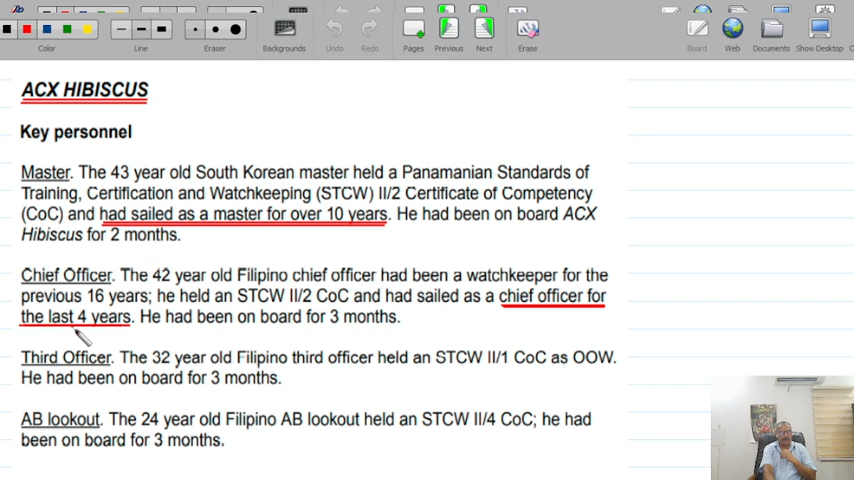 Color
Line
Eraser
Backgrounds
Undo
Redo
Pages
Previous
Next
Erase
Board
Web
Documents
Show Desktop
ACX HIBISCUS
Key personnel
Master. The 43 year old South Korean master held a Panamanian Standards of
Training, Certification and Watchkeeping (STCW) II/2 Certificate of Competency
(CoC) and had sailed as a master for over 10 years. He had been on board ACX
Hibiscus for 2 months.
Chief Officer. The 42 year old Filipino chief officer had been a watchkeeper for the
previous 16 years; he held an STCW II/2 CoC and had sailed as a chief officer for
the last 4 years. He had been on board for 3 months.
Third Officer. The 32 year old Filipino third officer held an STCW II/1 CoC as OOW.
He had been on board for 3 months.
AB lookout. The 24 year old Filipino AB lookout held an STCW II/4 CoC; he had
been on board for 3 months.